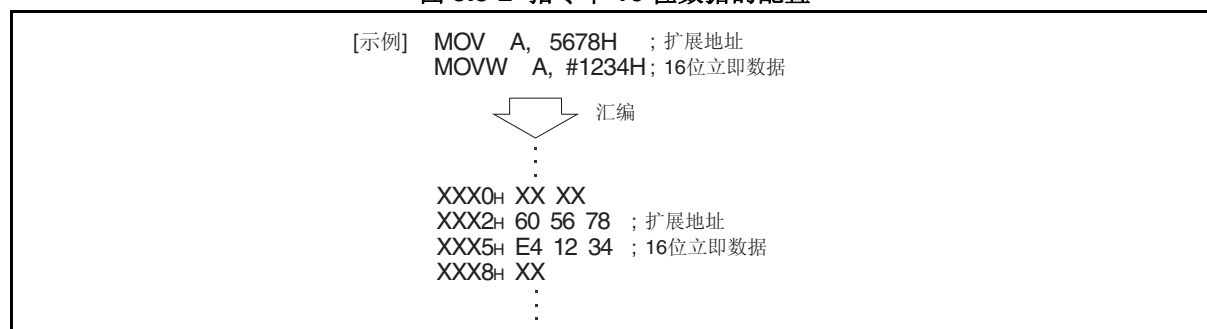 [示例] MOV A, 5678H ; 扩展地址
MOVW A, #1234H ; 16位立即数据
汇编
.
.
.
XXX0H XX XX
XXX2H 60 56 78 ; 扩展地址
XXX5H E4 12 34 ; 16位立即数据
XXX8H XX
.
.
.